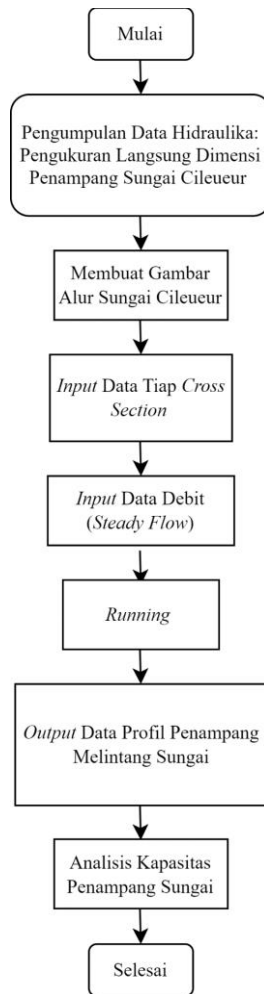 Mulai
Pengumpulan Data Hidraulika:
Pengukuran Langsung Dimensi
Penampang Sungai Cileueur
Membuat Gambar
Alur Sungai Cileueur
Input Data Tiap Cross
Section
Input Data Debit
(Steady Flow)
Running
Output Data Profil Penampang
Melintang Sungai
Analisis Kapasitas
Penampang Sungai
Selesai